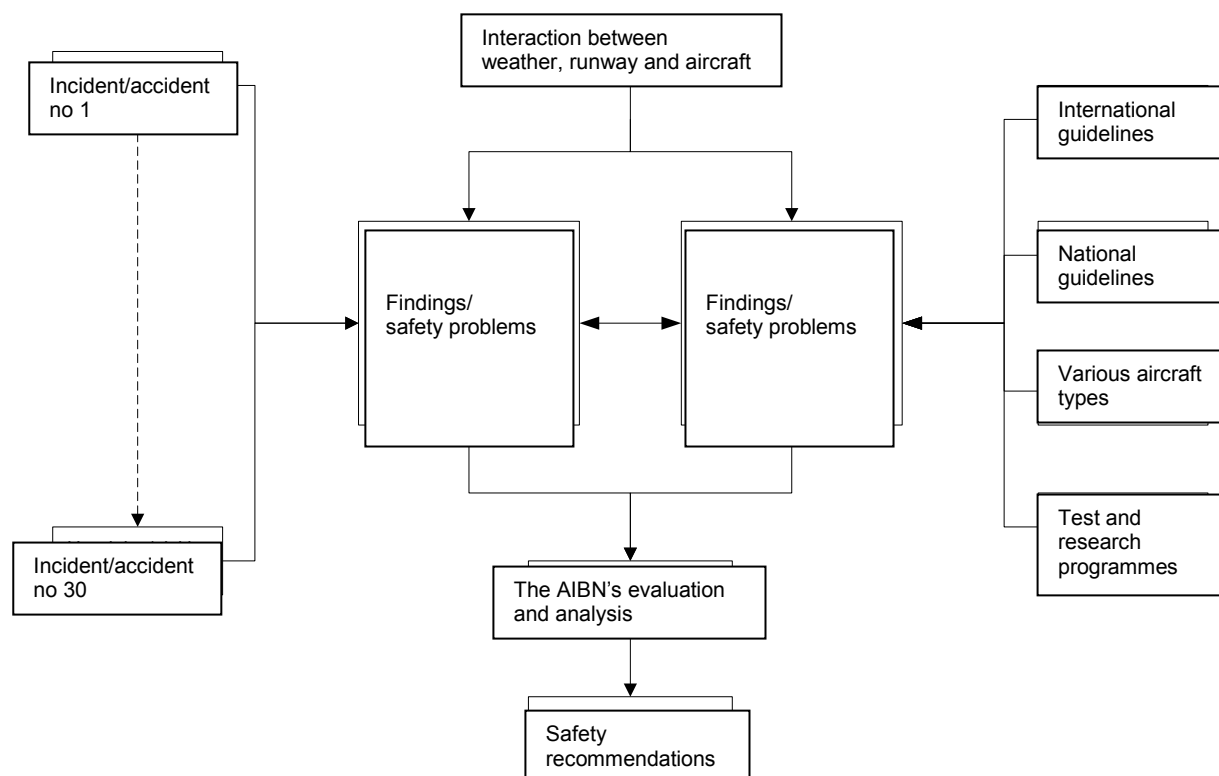 Interaction between
weather, runway and aircraft
Incident/accident
no 1
International
guidelines
Findings/
safety problems
Findings/
safety problems
National
guidelines
Various aircraft
types
Test and
research
programmes
Incident/accident
no 30
The AIBN’s evaluation
and analysis
Safety
recommendations